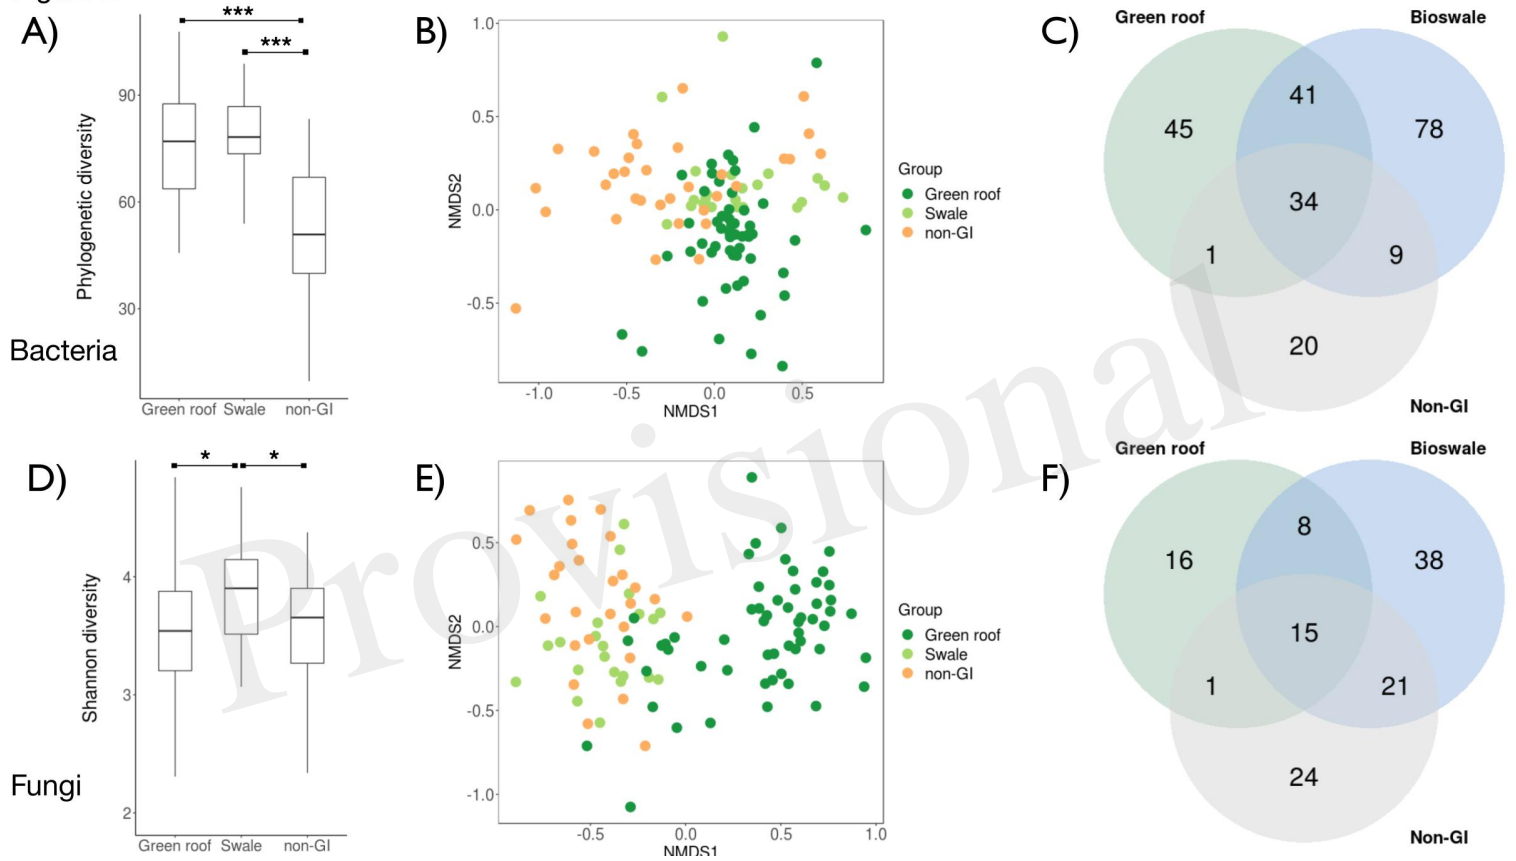 A)
***
***
90
60
30
Phylogenetic diversity
Green roof Swale non-GI
Bacteria
B)
1.0
0.5
0.0
-0.5
NMDS2
-1.0 -0.5 0.0 0.5
NMDS1
Group
Green roof
Swale
non-GI
C)
Green roof Bioswale
41
45 78
34
1 9
20
Non-GI
Provisional
D)
* *
4
3
2
Shannon diversity
Green roof Swale non-GI
Fungi
E)
0.5
0.0
-0.5
-1.0
NMDS2
-0.5 0.0 0.5 1.0
NMDS1
Group
Green roof
Swale
non-GI
F)
Green roof Bioswale
8
16 38
15
1 21
24
Non-GI